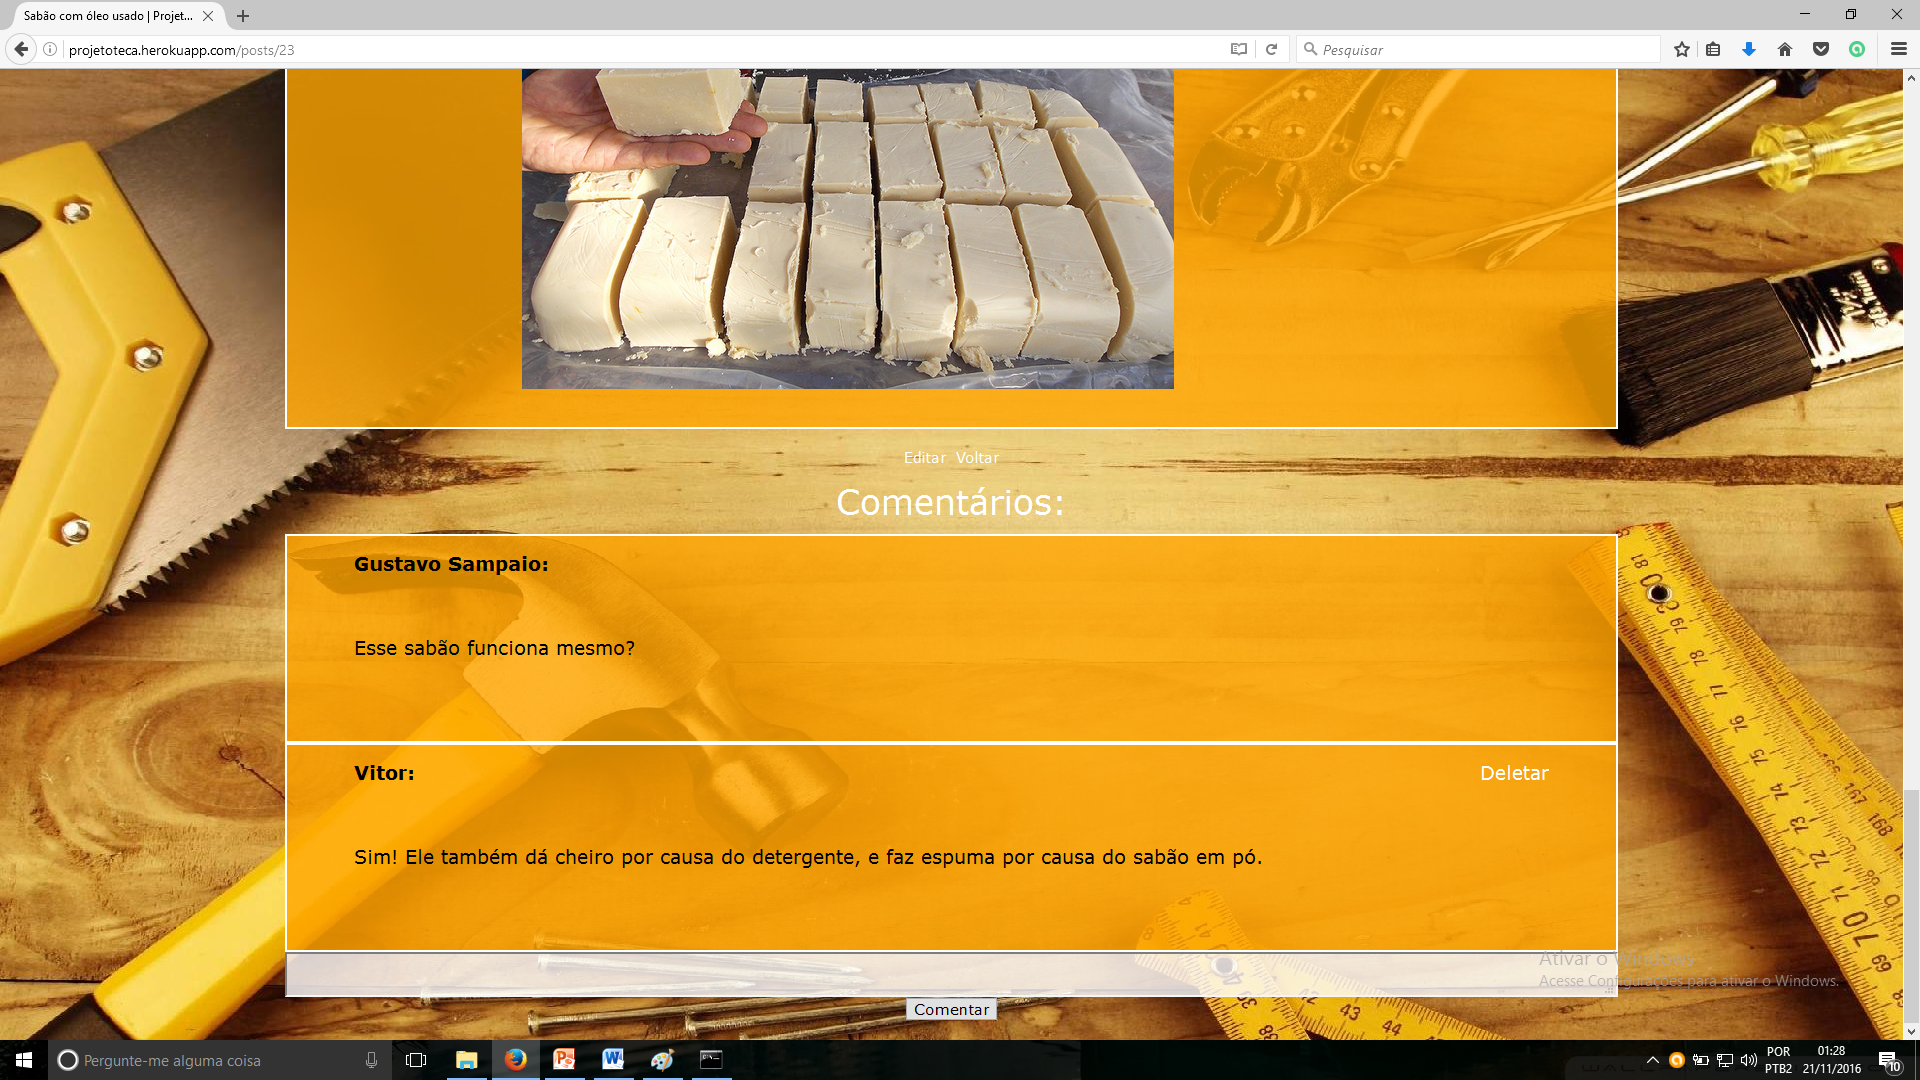 Sabão com óleo usado | Projet...
projetoteca.herokuapp.com/posts/23
Pesquisar
Editar Voltar
Comentários:
Gustavo Sampaio:
Esse sabão funciona mesmo?
Vitor:
Deletar
Sim! Ele também dá cheiro por causa do detergente, e faz espuma por causa do sabão em pó.
Ativar o Windows
Acesse Configurações para ativar o Windows.
Comentar
Pergunte-me alguma coisa
POR
PTB2
01:28
21/11/2016
10